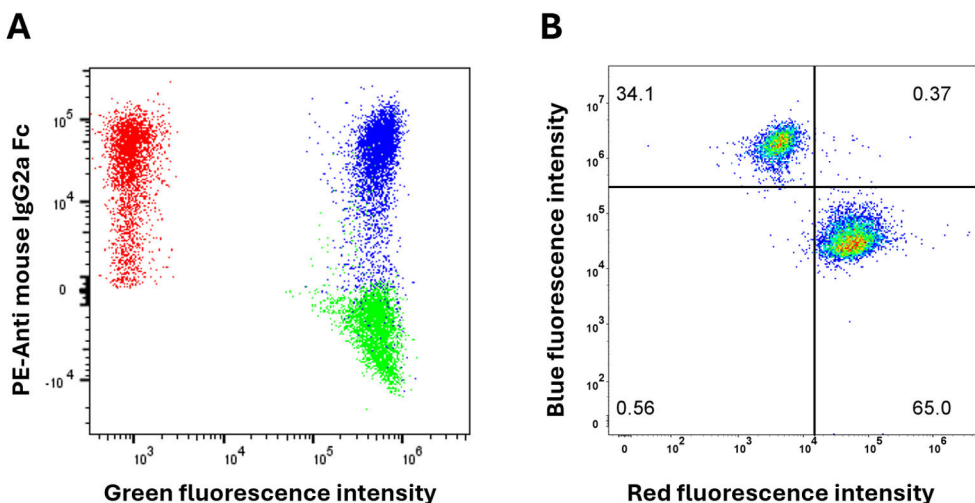 A
PE-Anti mouse IgG2a Fc
10^5
10^4
0
-10^4
10^3 10^4 10^5 10^6
Green fluorescence intensity
B
Blue fluorescence intensity
10^7
10^6
10^5
10^4
10^3
10^2
0
34.1 0.37
0.56 65.0
0 10^2 10^3 10^4 10^5 10^6
Red fluorescence intensity